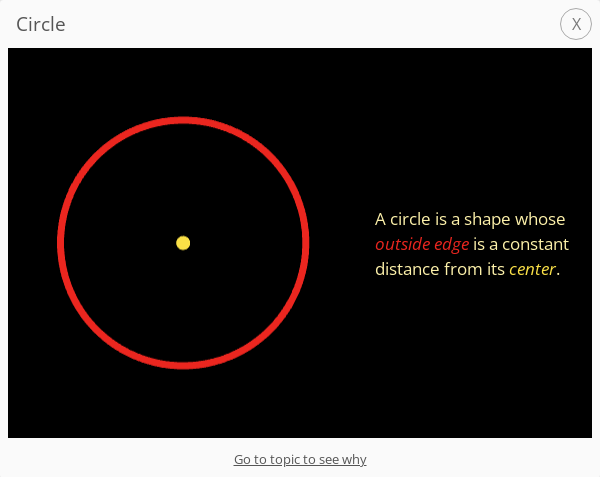 Circle
X
A circle is a shape whose
outside edge is a constant
distance from its center.
Go to topic to see why